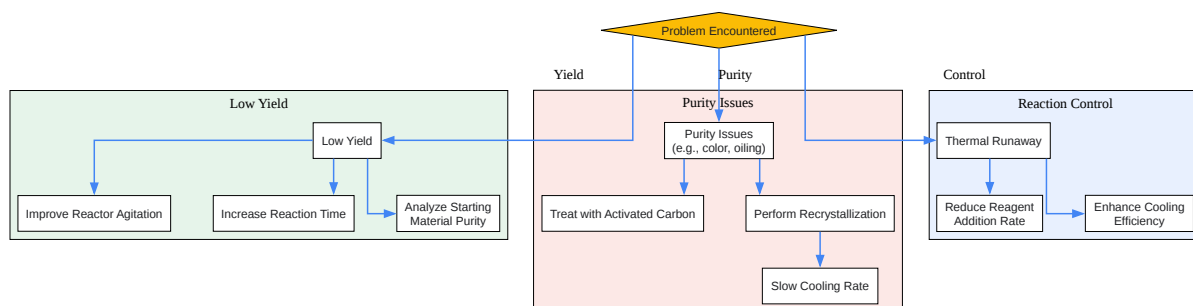 Problem Encountered
Yield
Purity
Control
Low Yield
Purity Issues
Reaction Control
Low Yield
Purity Issues
(e.g., color, oiling)
Thermal Runaway
Improve Reactor Agitation
Increase Reaction Time
Analyze Starting
Material Purity
Treat with Activated Carbon
Perform Recrystallization
Reduce Reagent
Addition Rate
Enhance Cooling
Efficiency
Slow Cooling Rate